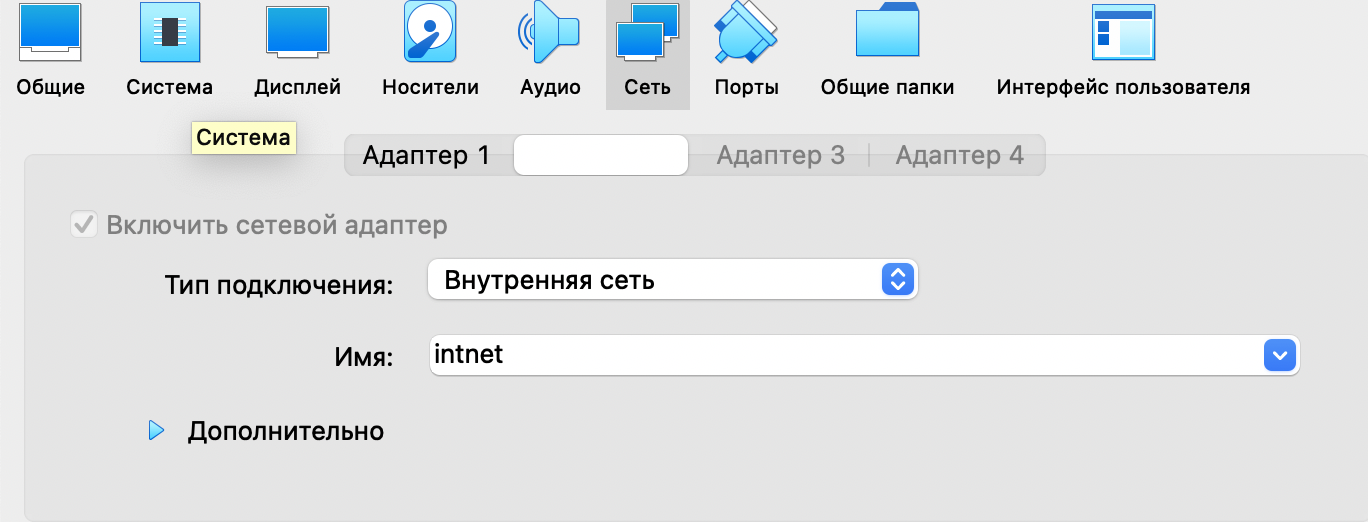 Общие Система Дисплей Носители Аудио Сеть Порты Общие папки Интерфейс пользователя
Система
Адаптер 1 Адаптер 3 Адаптер 4
Включить сетевой адаптер
Тип подключения: Внутренняя сеть
Имя: intnet
Дополнительно